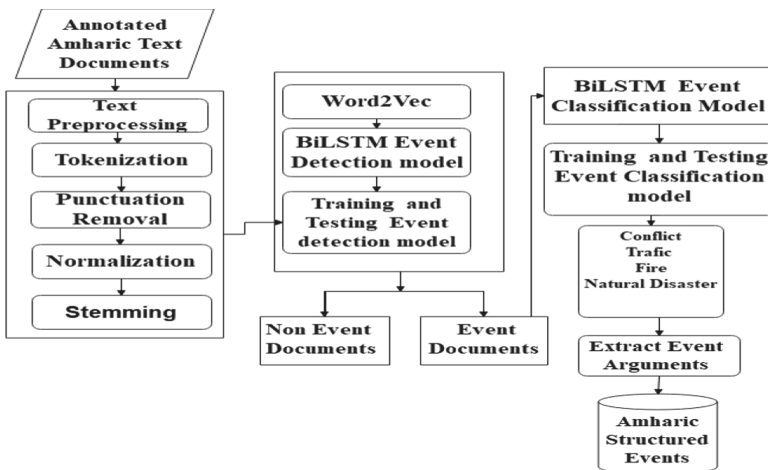 Annotated
Amharic Text
Documents
Text
Preprocessing
Tokenization
Punctuation
Removal
Normalization
Stemming
Word2Vec
BiLSTM Event
Detection model
Training and
Testing Event
detection model
Non Event
Documents
Event
Documents
BiLSTM Event
Classification Model
Training and Testing
Event Classification
model
Conflict
Trafic
Fire
Natural Disaster
Extract Event
Arguments
Amharic
Structured
Events